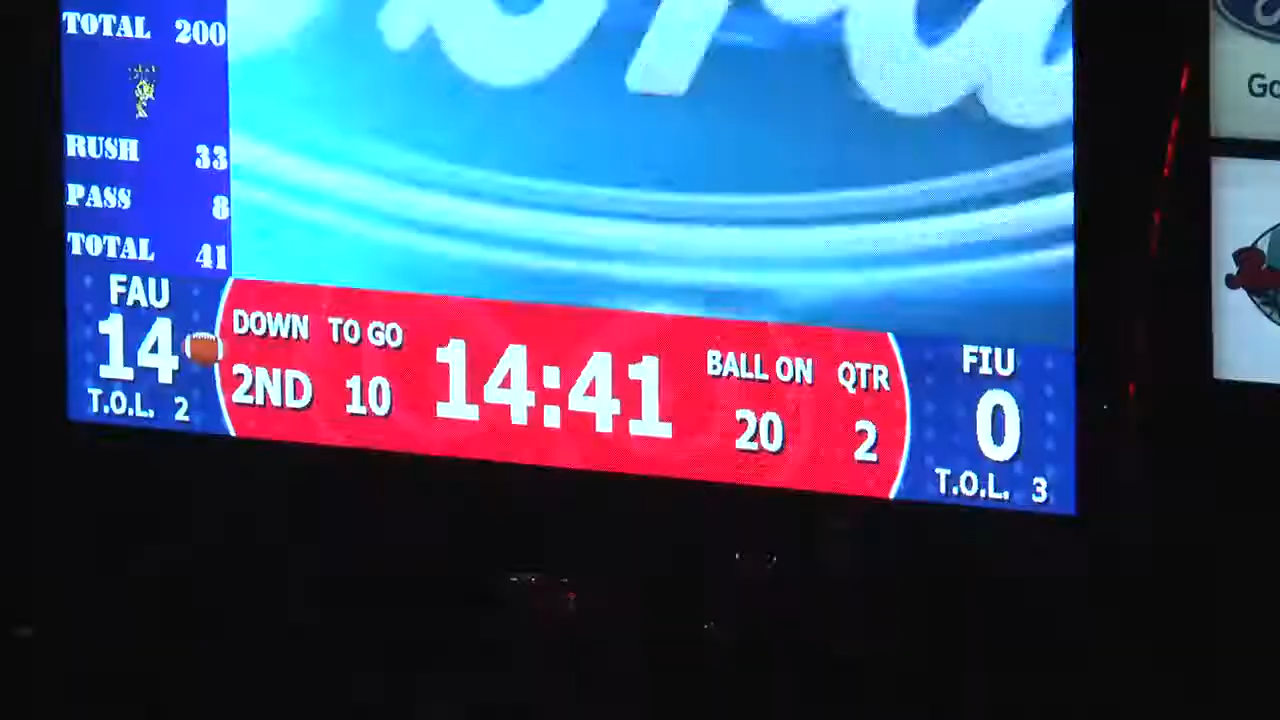 TOTAL 200
RUSH 33
PASS 8
TOTAL 41
FAU
14
T.O.L. 2
DOWN TO GO
2ND 10
14:41
BALL ON QTR
20 2
FIU
0
T.O.L. 3
Go